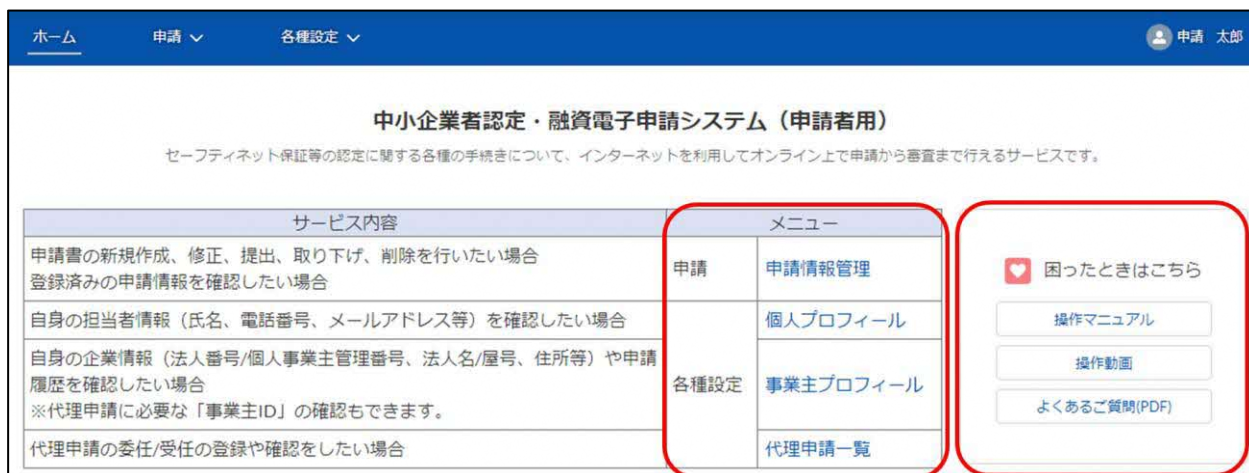 ホーム 申請 各種設定 申請 太郎
中小企業者認定・融資電子申請システム（申請者用）
セーフティネット保証等の認定に関する各種の手続きについて、インターネットを利用してオンライン上で申請から審査まで行えるサービスです。
サービス内容 メニュー
申請書の新規作成、修正、提出、取り下げ、削除を行いたい場合
登録済みの申請情報を確認したい場合
申請 申請情報管理
自身の担当者情報（氏名、電話番号、メールアドレス等）を確認したい場合
個人プロフィール
自身の企業情報（法人番号/個人事業主管理番号、法人名/屋号、住所等）や申請
履歴を確認したい場合
※代理申請に必要な「事業主ID」の確認もできます。
各種設定 事業主プロフィール
代理申請の委任/受任の登録や確認をしたい場合
代理申請一覧
困ったときはこちら
操作マニュアル
操作動画
よくあるご質問(PDF)